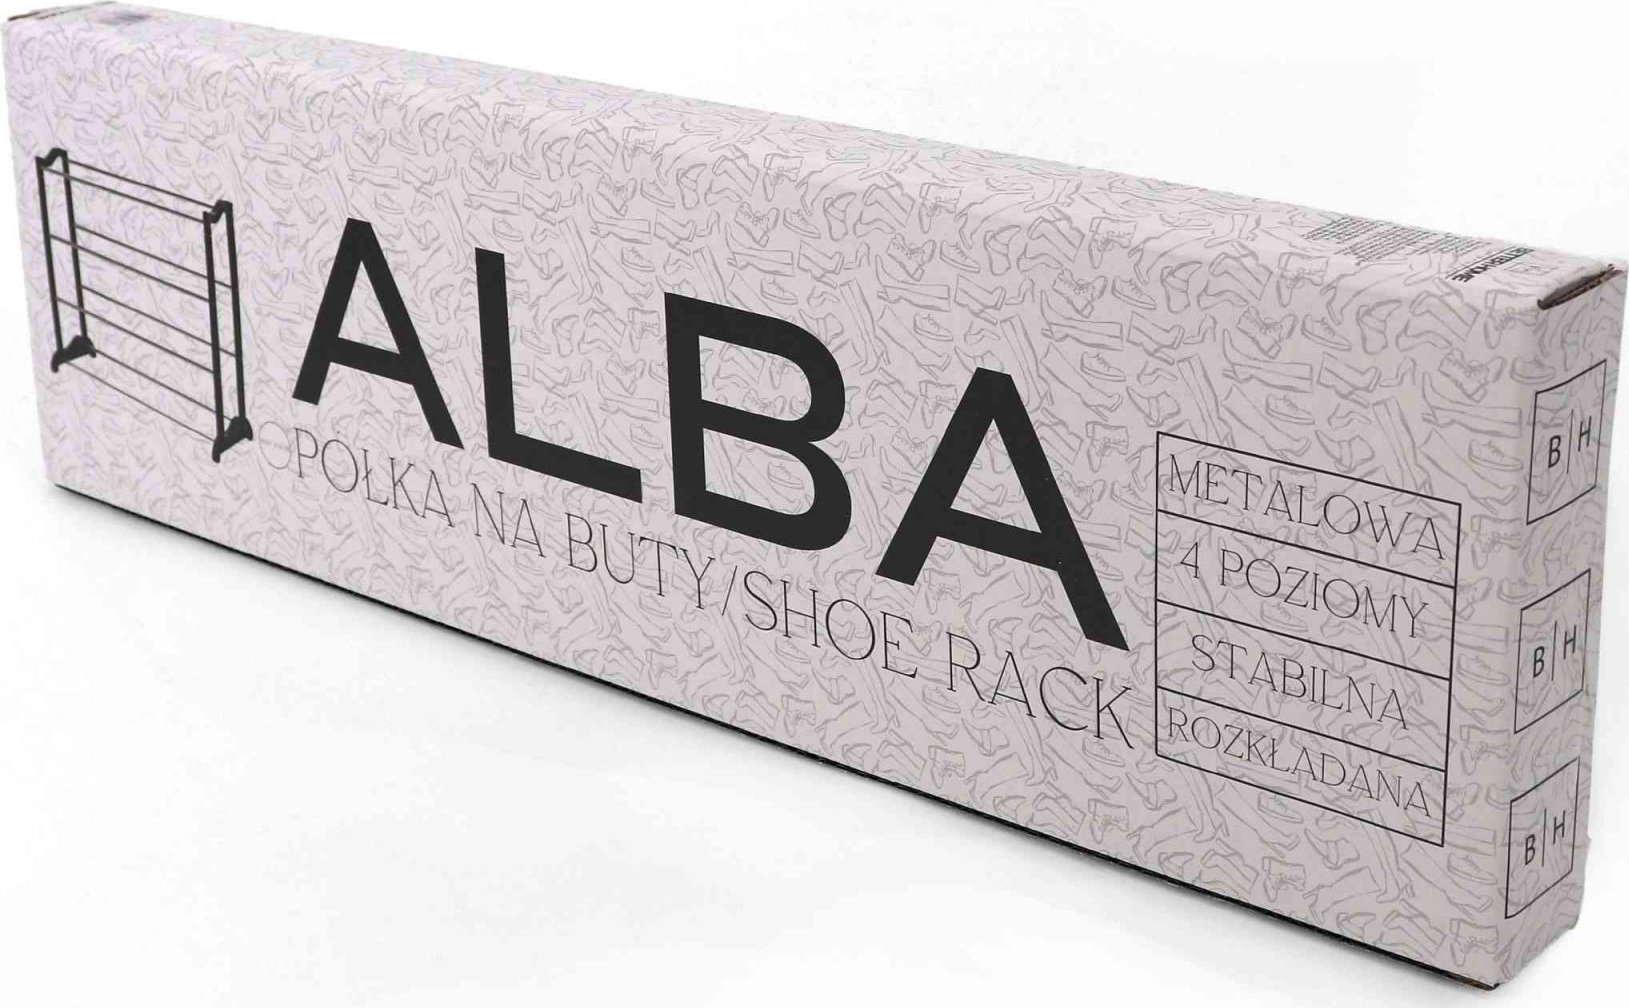 ALBA
PÓŁKA NA BUTY/SHOE RACK
METALOWA
4 POZIOMY
STABILNA
ROZKŁADANA
B|H
B|H
B|H